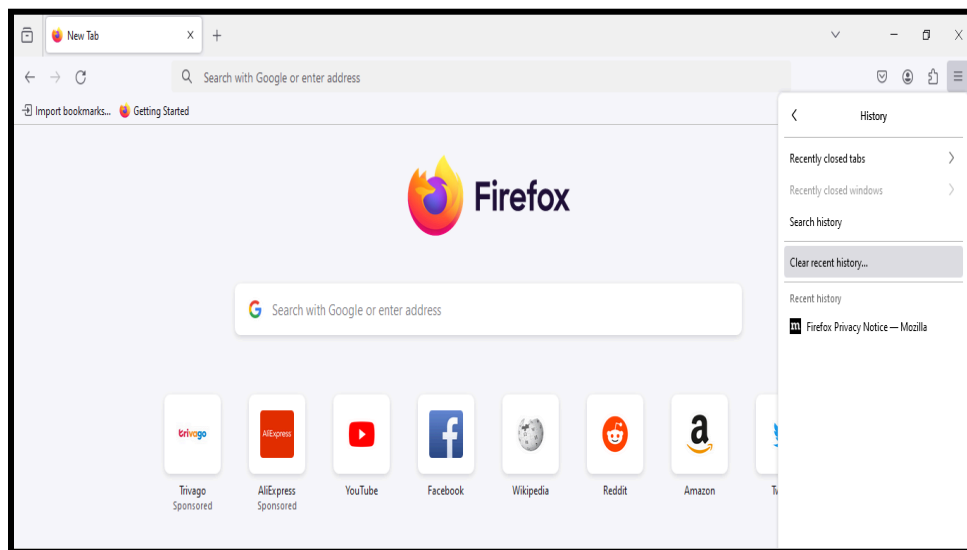 New Tab
Search with Google or enter address
Import bookmarks...
Getting Started
History
Recently closed tabs
Recently closed windows
Search history
Clear recent history...
Recent history
m Firefox Privacy Notice — Mozilla
Firefox
G Search with Google or enter address
trivago
AliExpress
f
a
Trivago
Sponsored
AliExpress
Sponsored
YouTube
Facebook
Wikipedia
Reddit
Amazon